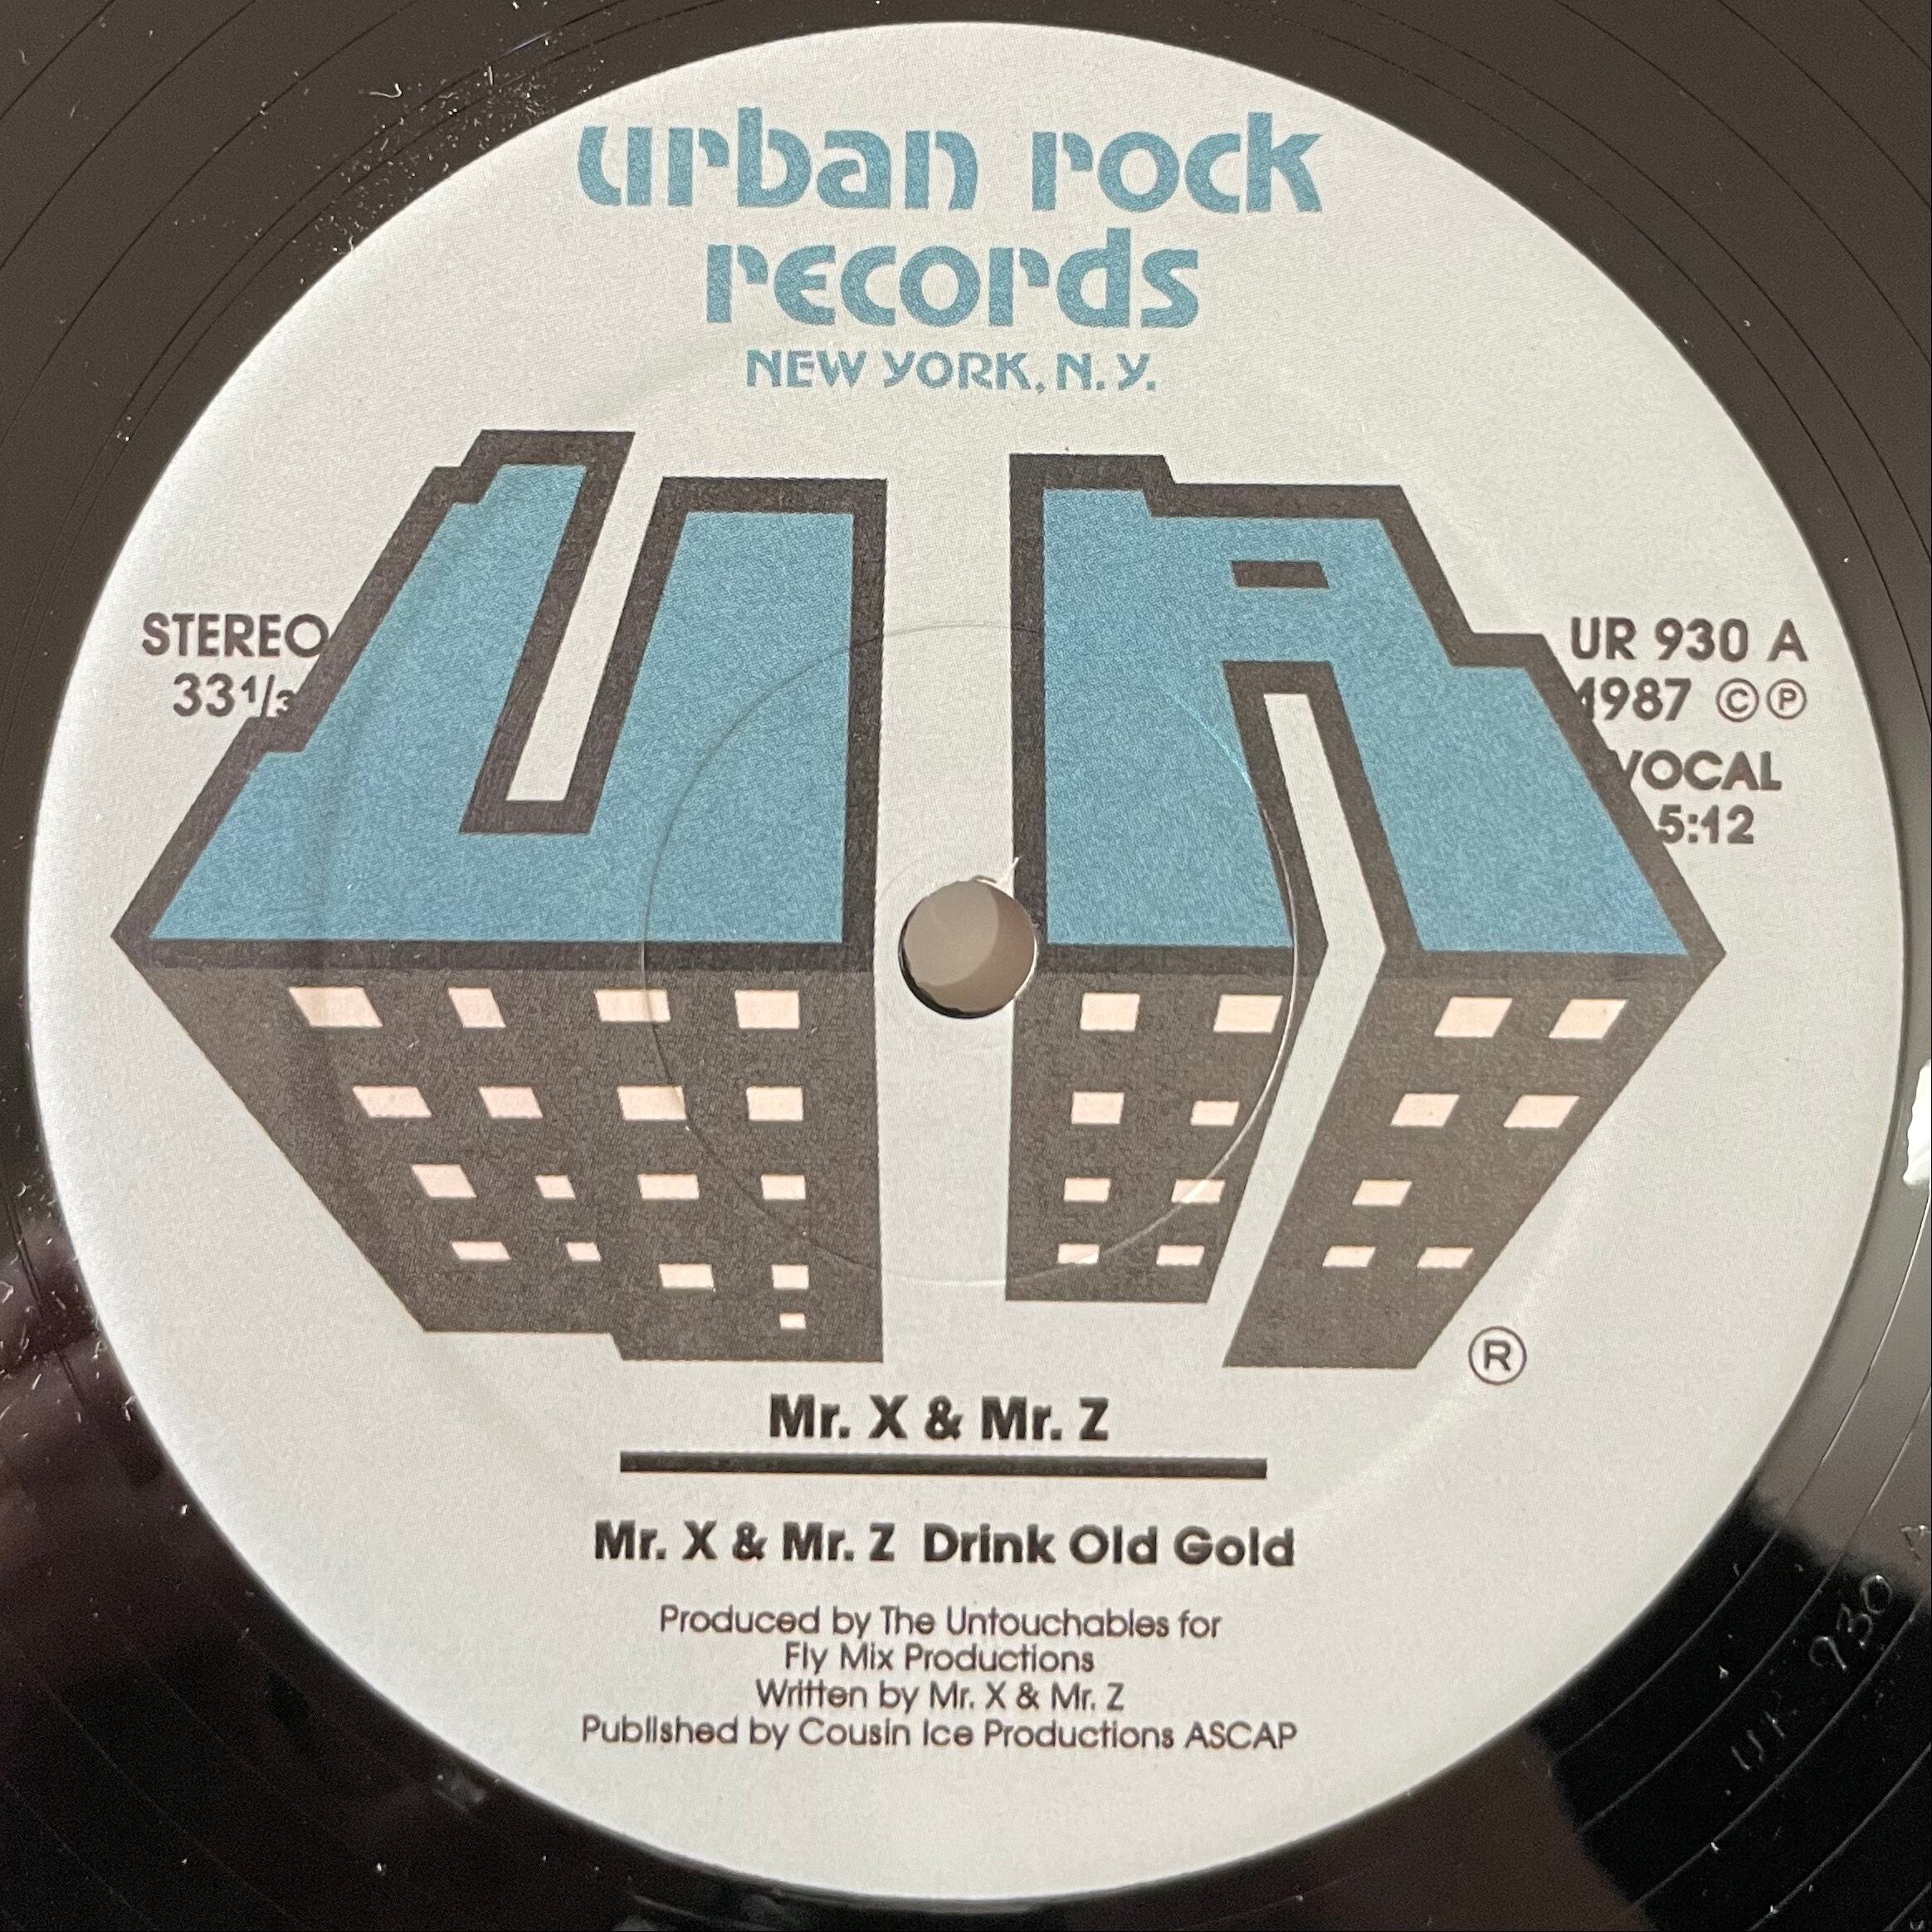 urban rock
records
NEW YORK, N.Y.
STEREO
33 1/3
UR 930 A
1987 © ℗
VOCAL
5:12
®
Mr. X & Mr. Z
Mr. X & Mr. Z Drink Old Gold
Produced by The Untouchables for
Fly Mix Productions
Written by Mr. X & Mr. Z
Published by Cousin Ice Productions ASCAP
UR 930